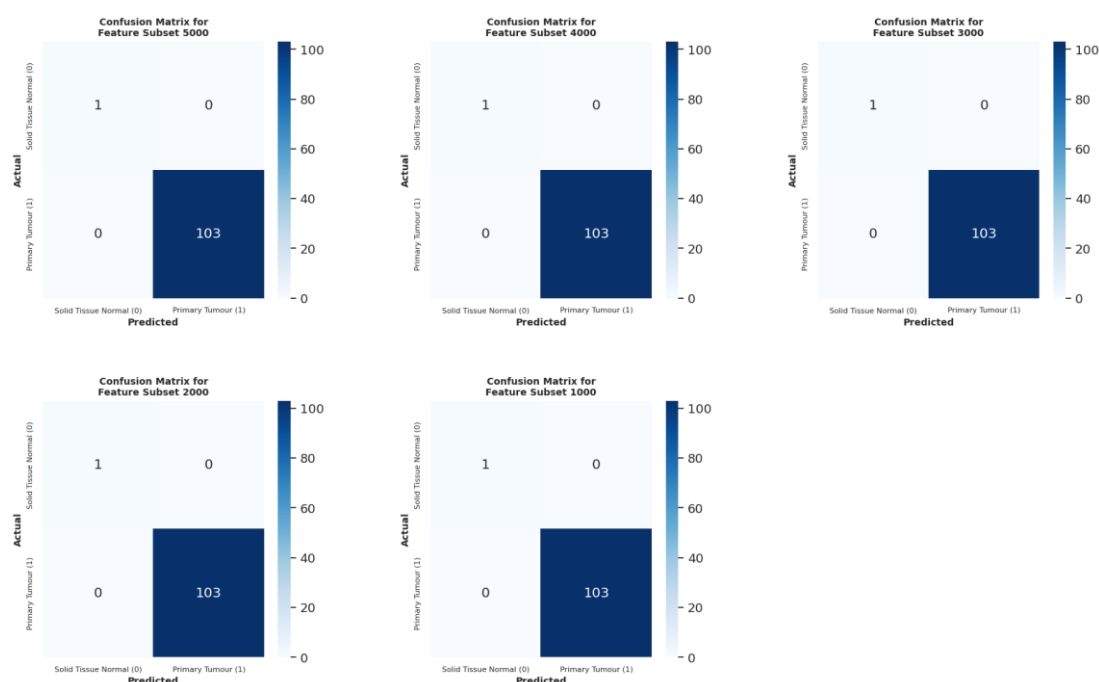 Confusion Matrix for
Feature Subset 5000
Solid Tissue Normal (0)
Primary Tumour (1)
Actual
1 0
0 103
100
80
60
40
20
0
Solid Tissue Normal (0) Primary Tumour (1)
Predicted
Confusion Matrix for
Feature Subset 4000
Solid Tissue Normal (0)
Primary Tumour (1)
Actual
1 0
0 103
100
80
60
40
20
0
Solid Tissue Normal (0) Primary Tumour (1)
Predicted
Confusion Matrix for
Feature Subset 3000
Solid Tissue Normal (0)
Primary Tumour (1)
Actual
1 0
0 103
100
80
60
40
20
0
Solid Tissue Normal (0) Primary Tumour (1)
Predicted
Confusion Matrix for
Feature Subset 2000
Solid Tissue Normal (0)
Primary Tumour (1)
Actual
1 0
0 103
100
80
60
40
20
0
Solid Tissue Normal (0) Primary Tumour (1)
Predicted
Confusion Matrix for
Feature Subset 1000
Solid Tissue Normal (0)
Primary Tumour (1)
Actual
1 0
0 103
100
80
60
40
20
0
Solid Tissue Normal (0) Primary Tumour (1)
Predicted